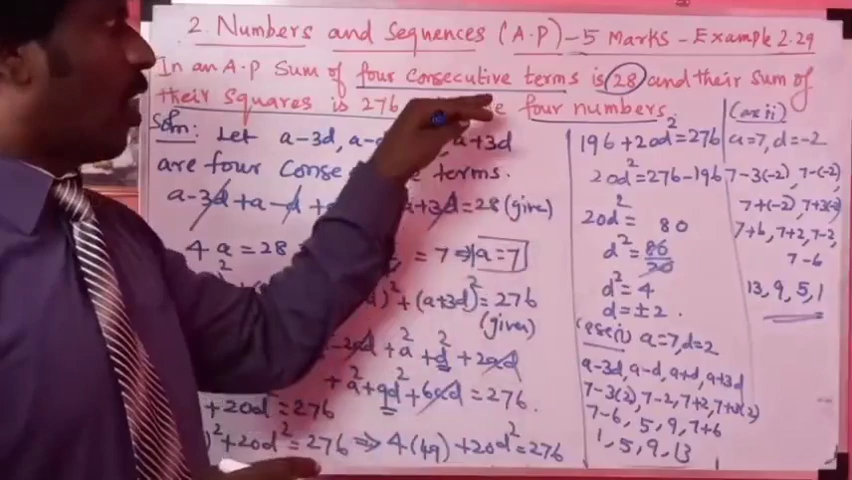 2. Numbers and Sequences (A.P) - 5 Marks - Example 2.29
In an A.P Sum of four consecutive terms is 28 and their Sum of
their Squares is 276 four numbers.
Soln: Let a-3d, a+3d
are four Conse terms.
a-3d+a-d+ a+3d=28 (given)
4a=28 = 7 ⇒ a=7
)²+(a+3d)²=276
(given)
-2ad+a²+d²+2ad
+a²+9d²+6ad=276.
+20d²=276
)²+20d²=276 ⇒ 4(49)+20d²=276
196+20d²=276
20d²=276-196
20d²= 80
d²=80/20
d²=4
d=±2.
Case(i) a=7,d=2
a-3d,a-d,a+d,a+3d
7-3(2),7-2,7+2,7+3(2)
7-6, 5, 9, 7+6
1, 5, 9, 13
(case ii)
a=7, d=-2
7-3(-2), 7-(-2),
7+(-2), 7+3(-2)
7+6, 7+2, 7-2,
7-6
13, 9, 5, 1